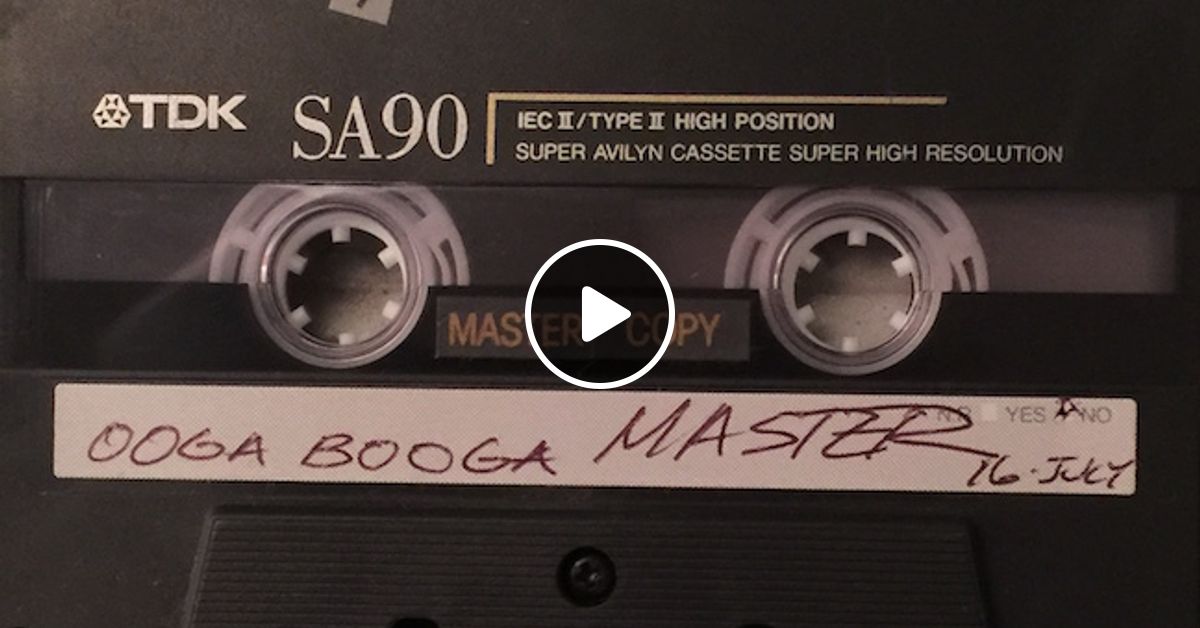 TDK SA90
IEC II/TYPE II HIGH POSITION
SUPER AVILYN CASSETTE SUPER HIGH RESOLUTION
MASTER COPY
N.R YES NO
OOGA BOOGA MASTER
16-JULY